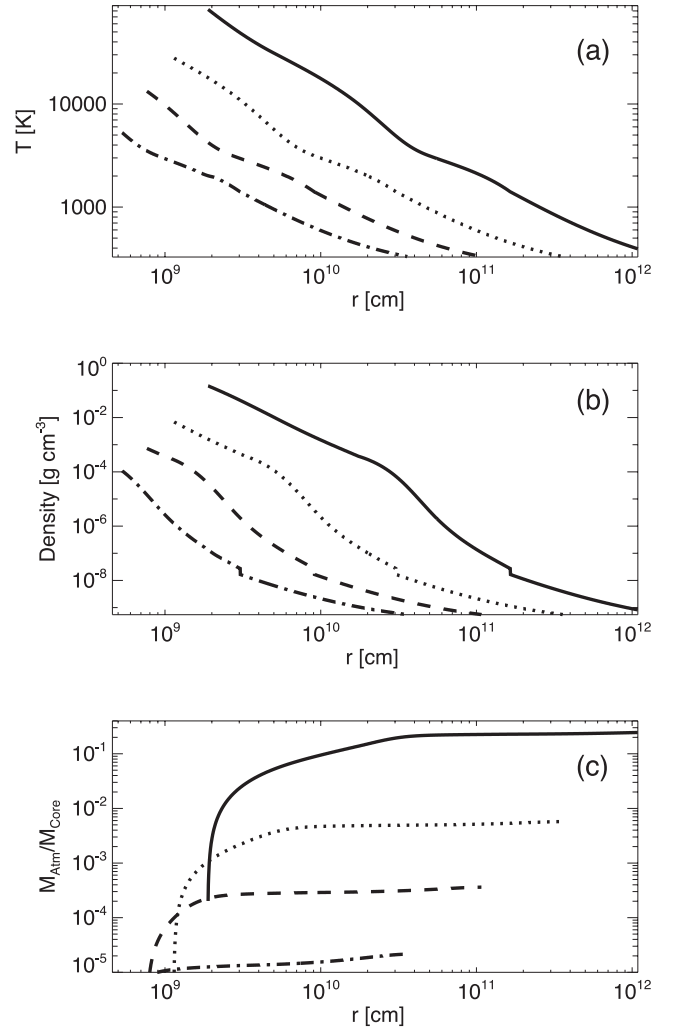 (a)
T [K]
10000
1000
10⁹ 10¹⁰ 10¹¹ 10¹²
r [cm]
(b)
Density [g cm⁻³]
10⁰
10⁻²
10⁻⁴
10⁻⁶
10⁻⁸
10⁹ 10¹⁰ 10¹¹ 10¹²
r [cm]
(c)
M_Atm/M_Core
10⁻¹
10⁻²
10⁻³
10⁻⁴
10⁻⁵
10⁹ 10¹⁰ 10¹¹ 10¹²
r [cm]